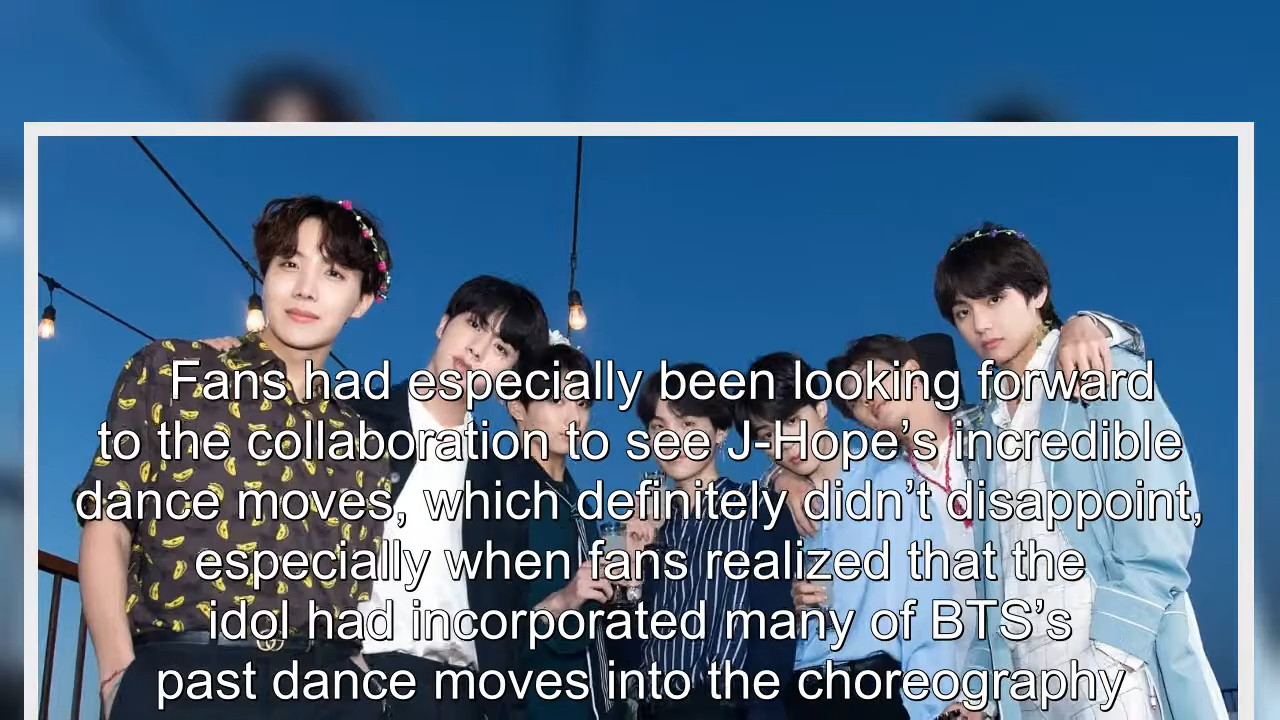 Fans had especially been looking forward
to the collaboration to see J-Hope’s incredible
dance moves, which definitely didn’t disappoint,
especially when fans realized that the
idol had incorporated many of BTS’s
past dance moves into the choreography